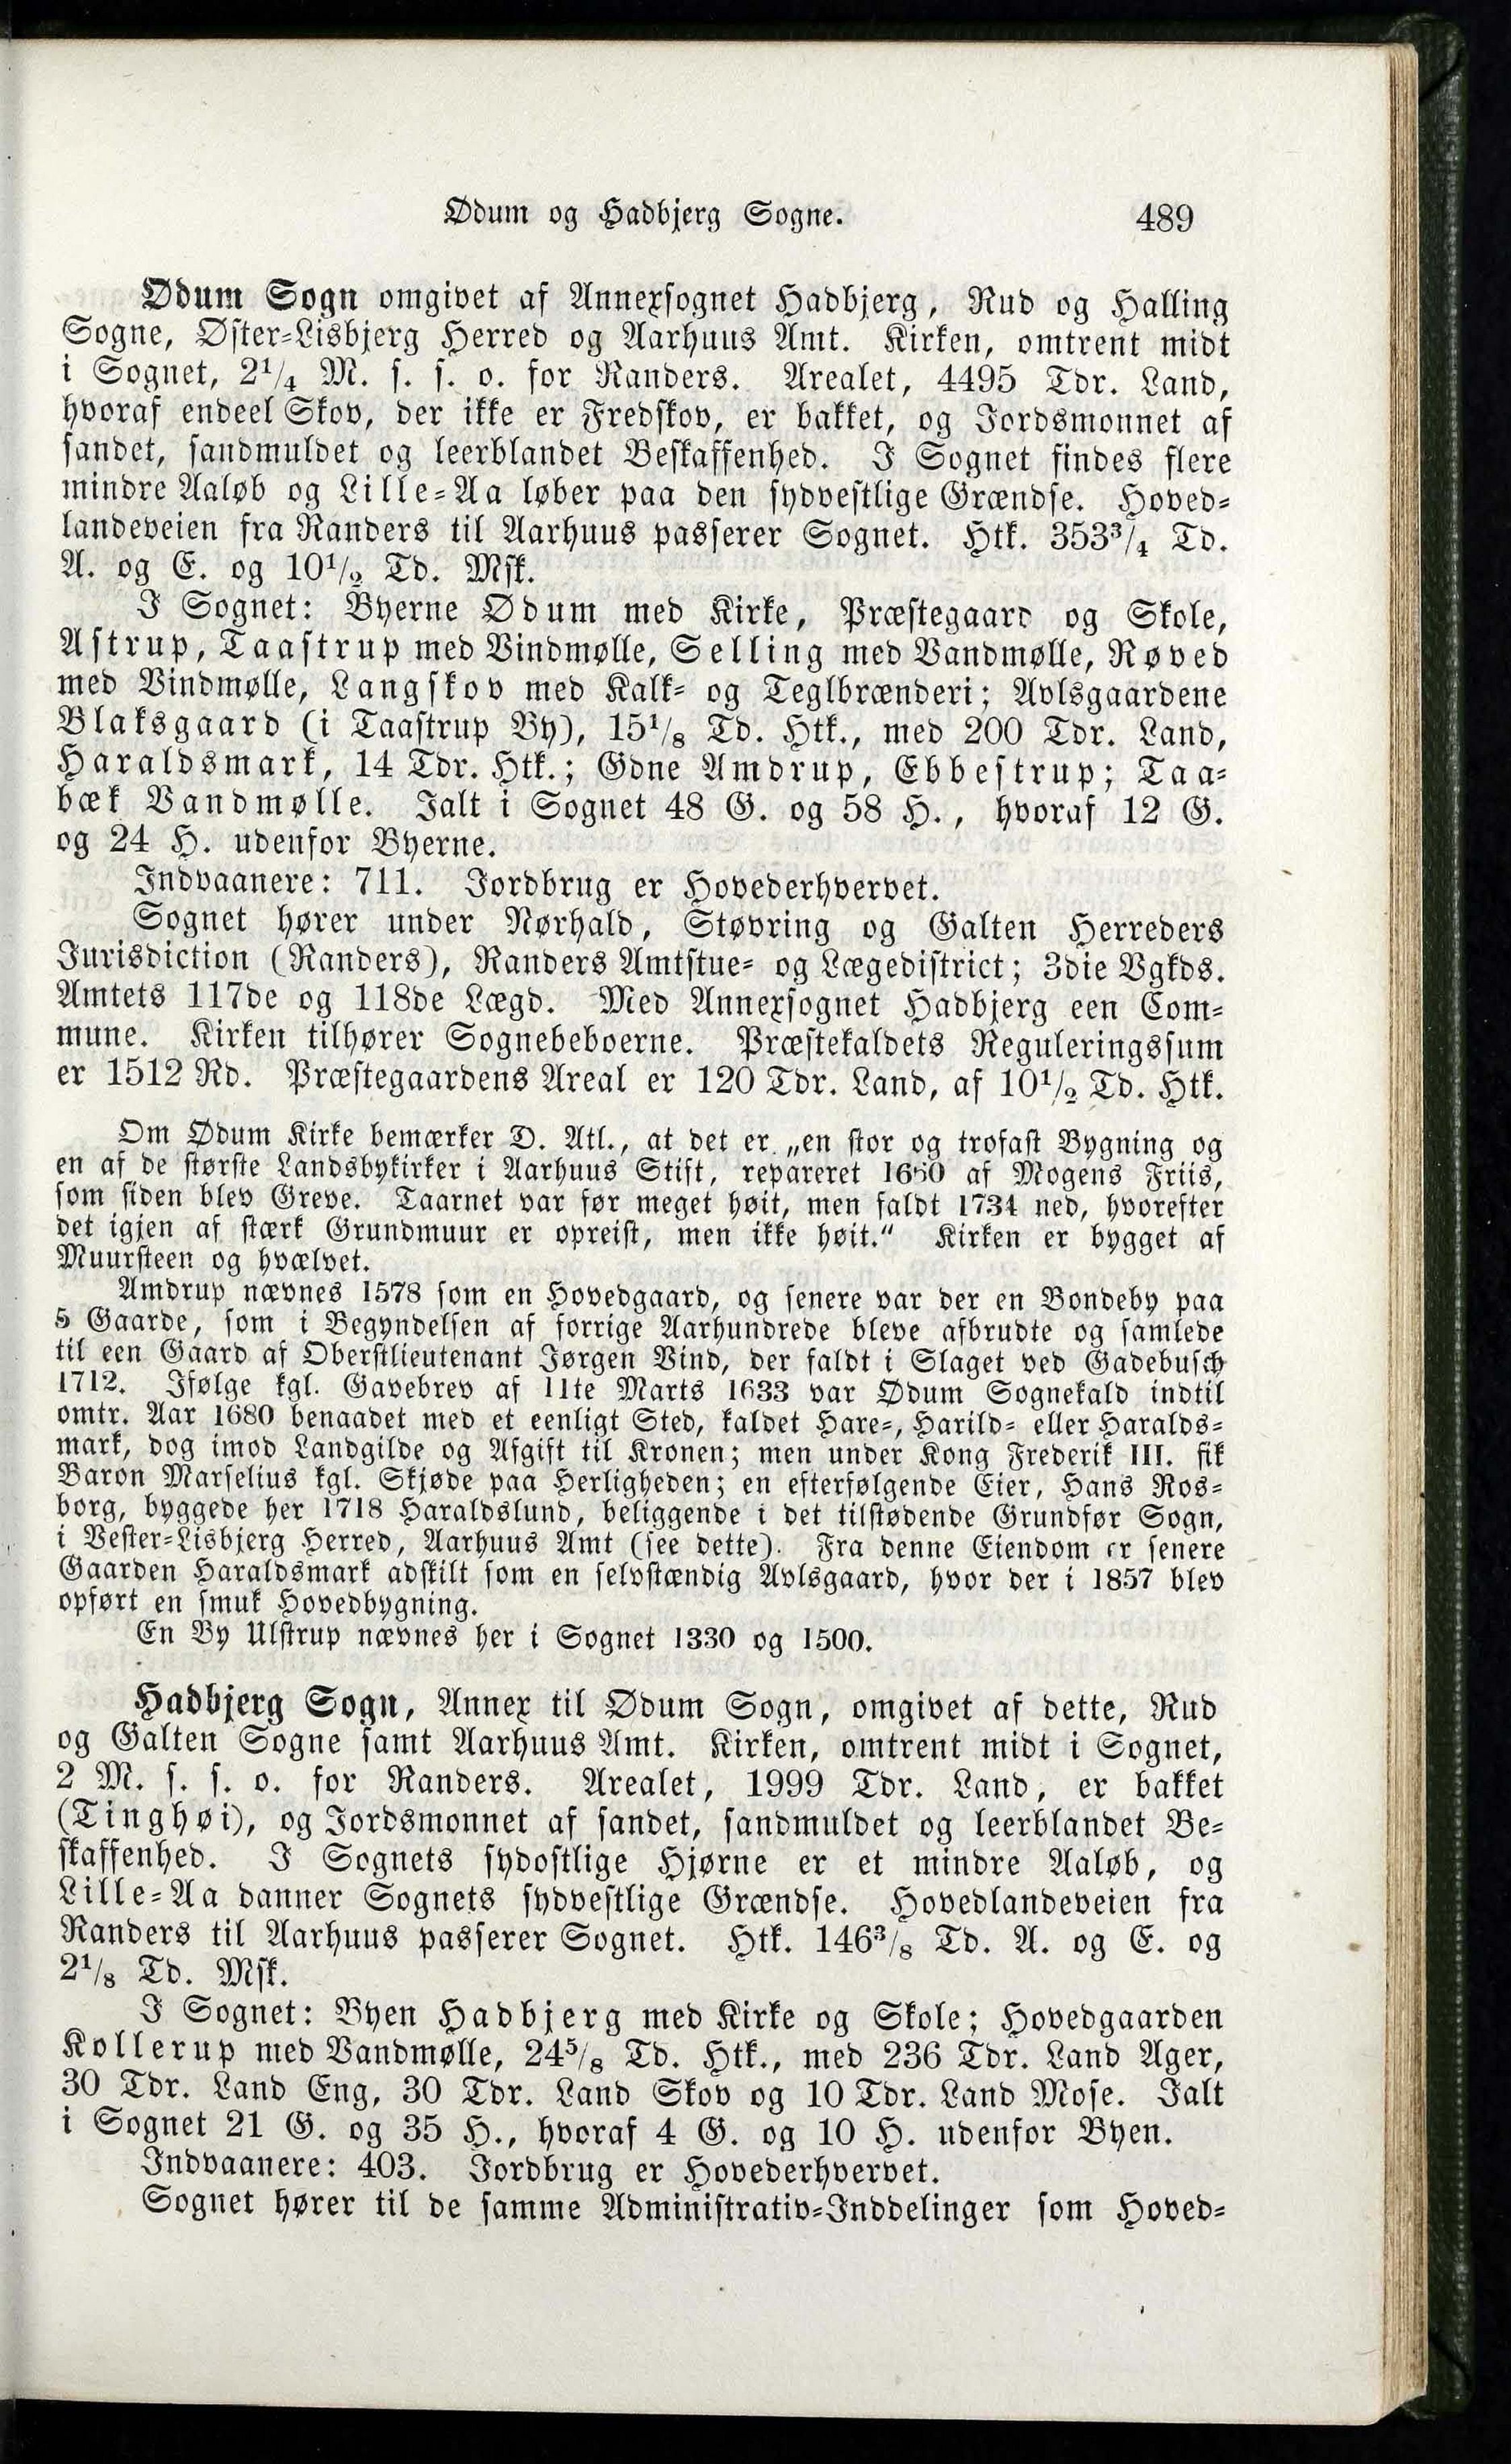 Ødum og Hadbjerg Sogne. 489
Ødum Sogn omgivet af Annexsognet Hadbjerg, Rud og Halling
Sogne, Øster-Lisbjerg Herred og Aarhuus Amt. Kirken, omtrent midt
i Sognet, 2¹/₄ M. s. s. o. for Randers. Arealet, 4495 Tdr. Land,
hvoraf endeel Skov, der ikke er Fredskov, er bakket, og Jordsmonnet af
sandet, sandmuldet og leerblandet Beskaffenhed. I Sognet findes flere
mindre Aaløb og Lille-Aa løber paa den sydvestlige Grændse. Hoved-
landeveien fra Randers til Aarhuus passerer Sognet. Htk. 353³/₄ Td.
A. og E. og 10¹/₂ Td. Msk.
I Sognet: Byerne Ødum med Kirke, Præstegaard og Skole,
Astrup, Taastrup med Vindmølle, Selling med Vandmølle, Røved
med Vindmølle, Langskov med Kalk- og Teglbrænderi; Avlsgaardene
Blaksgaard (i Taastrup By), 15¹/₈ Td. Htk., med 200 Tdr. Land,
Haraldsmark, 14 Tdr. Htk.; Gdne Amdrup, Ebbestrup; Taa-
bæk Vandmølle. Ialt i Sognet 48 G. og 58 H., hvoraf 12 G.
og 24 H. udenfor Byerne.
Indvaanere: 711. Jordbrug er Hovederhvervet.
Sognet hører under Nørhald, Støvring og Galten Herreders
Jurisdiction (Randers), Randers Amtstue- og Lægedistrict; 3die Vgkds.
Amtets 117de og 118de Lægd. Med Annexsognet Hadbjerg een Com-
mune. Kirken tilhører Sognebeboerne. Præstekaldets Reguleringssum
er 1512 Rd. Præstegaardens Areal er 120 Tdr. Land, af 10¹/₂ Td. Htk.
Om Ødum Kirke bemærker D. Atl., at det er „en stor og trofast Bygning og
en af de største Landsbykirker i Aarhuus Stift, repareret 1650 af Mogens Friis,
som siden blev Greve. Taarnet var før meget høit, men faldt 1734 ned, hvorefter
det igjen af stærk Grundmuur er opreist, men ikke høit.“ Kirken er bygget af
Muursteen og hvælvet.
Amdrup nævnes 1578 som en Hovedgaard, og senere var der en Bondeby paa
5 Gaarde, som i Begyndelsen af forrige Aarhundrede bleve afbrudte og samlede
til een Gaard af Oberstlieutenant Jørgen Vind, der faldt i Slaget ved Gadebusch
1712. Ifølge kgl. Gavebrev af 11te Marts 1633 var Ødum Sognekald indtil
omtr. Aar 1680 benaadet med et eenligt Sted, kaldet Hare-, Harild- eller Haralds-
mark, dog imod Landgilde og Afgift til Kronen; men under Kong Frederik III. fik
Baron Marselius kgl. Skjøde paa Herligheden; en efterfølgende Eier, Hans Ros-
borg, byggede her 1718 Haraldslund, beliggende i det tilstødende Grundfør Sogn,
i Vester-Lisbjerg Herred, Aarhuus Amt (see dette). Fra denne Eiendom er senere
Gaarden Haraldsmark adskilt som en selvstændig Avlsgaard, hvor der i 1857 blev
opført en smuk Hovedbygning.
En By Ulstrup nævnes her i Sognet 1330 og 1500.
Hadbjerg Sogn, Annex til Ødum Sogn, omgivet af dette, Rud
og Galten Sogne samt Aarhuus Amt. Kirken, omtrent midt i Sognet,
2 M. s. s. o. for Randers. Arealet, 1999 Tdr. Land, er bakket
(Tinghøi), og Jordsmonnet af sandet, sandmuldet og leerblandet Be-
skaffenhed. I Sognets sydostlige Hjørne er et mindre Aaløb, og
Lille-Aa danner Sognets sydvestlige Grændse. Hovedlandeveien fra
Randers til Aarhuus passerer Sognet. Htk. 146³/₈ Td. A. og E. og
2¹/₈ Td. Msk.
I Sognet: Byen Hadbjerg med Kirke og Skole; Hovedgaarden
Kollerup med Vandmølle, 24⁵/₈ Td. Htk., med 236 Tdr. Land Ager,
30 Tdr. Land Eng, 30 Tdr. Land Skov og 10 Tdr. Land Mose. Ialt
i Sognet 21 G. og 35 H., hvoraf 4 G. og 10 H. udenfor Byen.
Indvaanere: 403. Jordbrug er Hovederhvervet.
Sognet hører til de samme Administrativ-Inddelinger som Hoved-